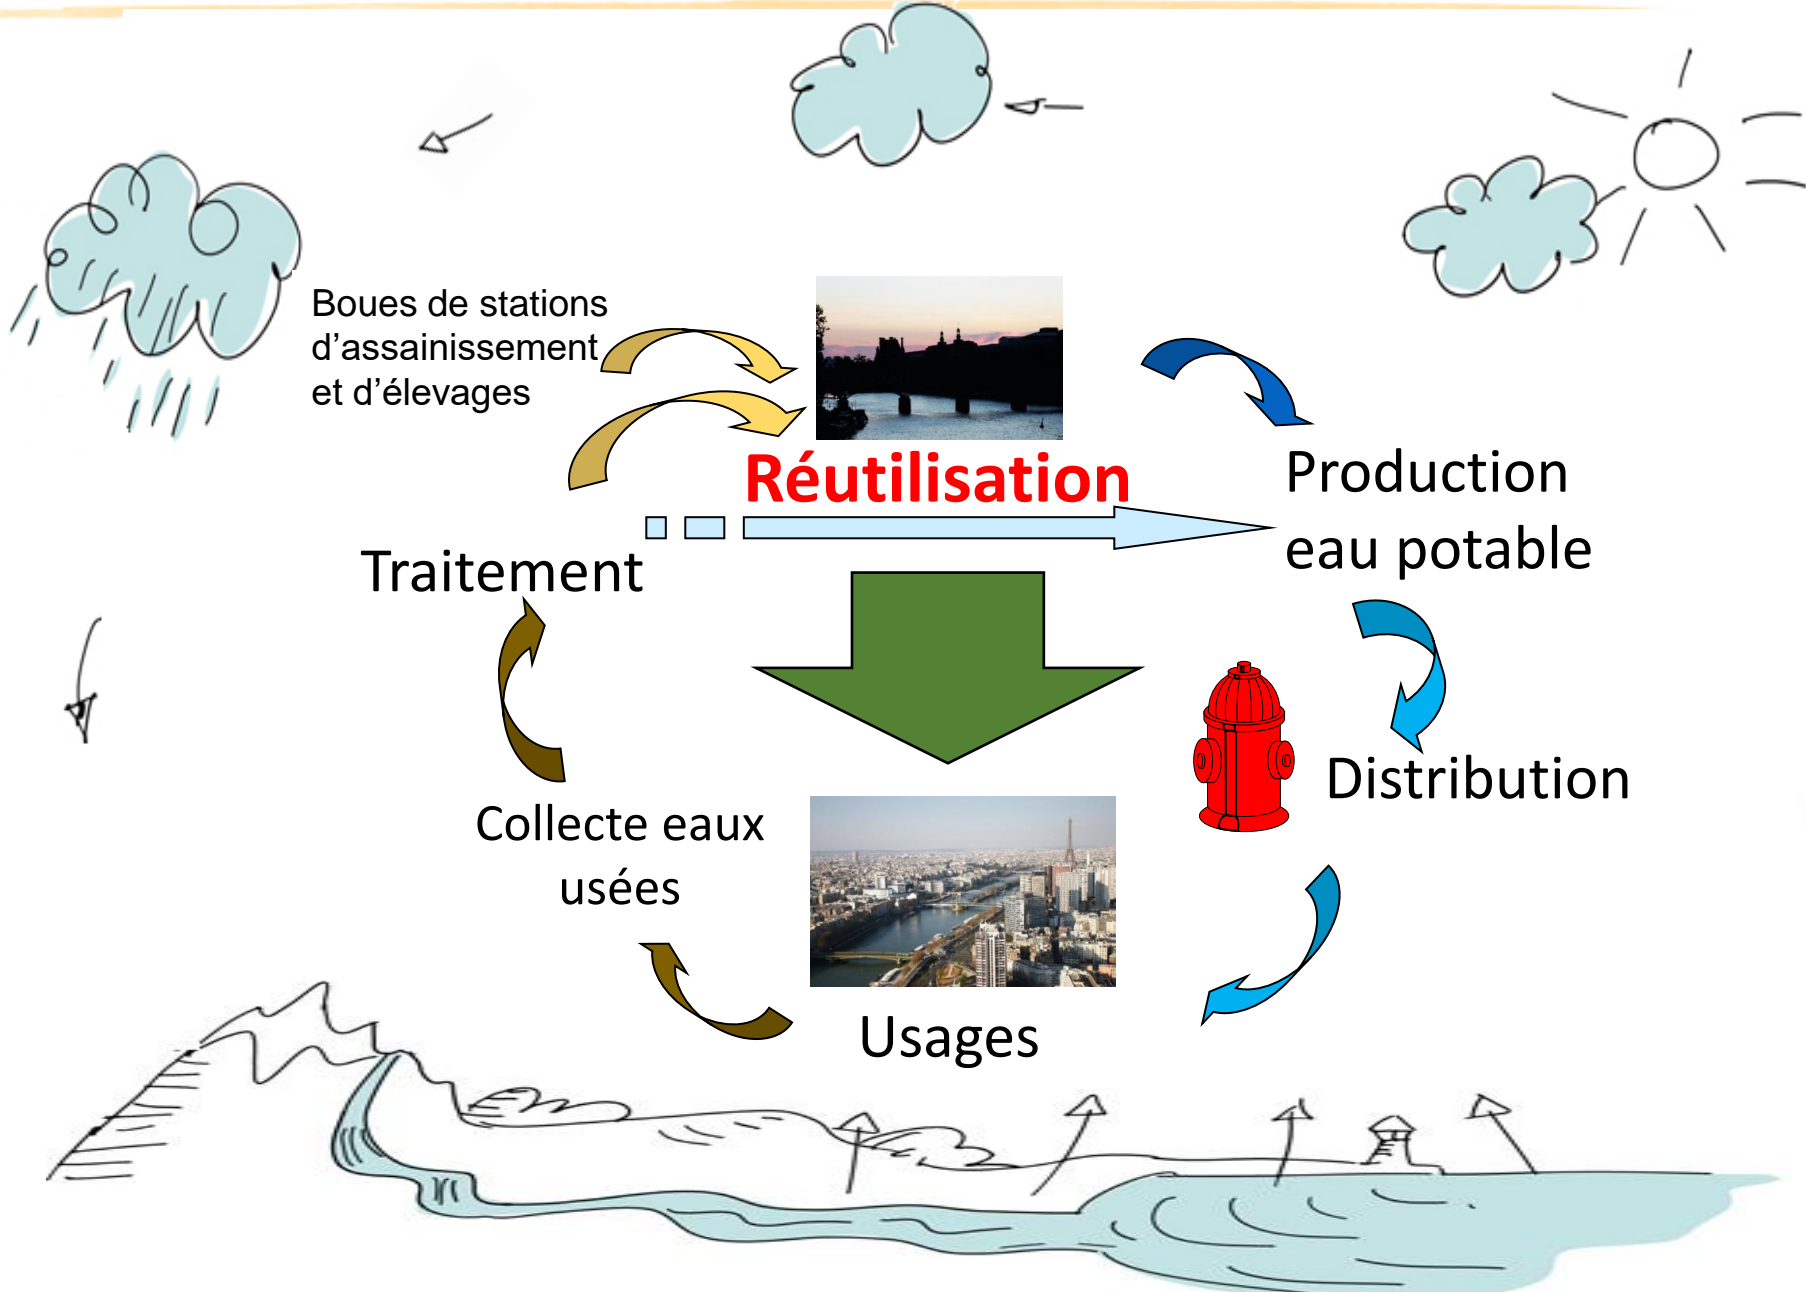 Boues de stations
d’assainissement
et d’élevages
Réutilisation
Production
eau potable
Traitement
Distribution
Collecte eaux
usées
Usages